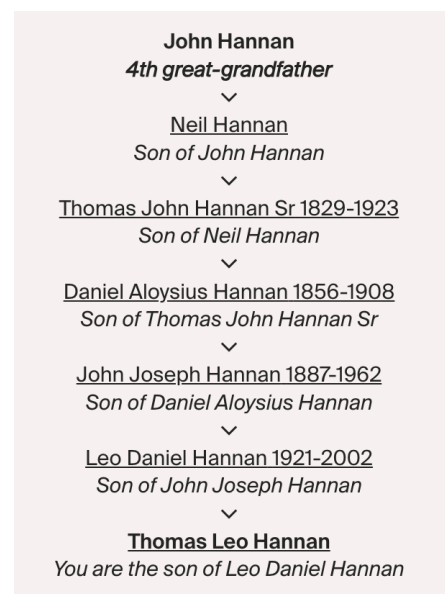 John Hannan
4th great-grandfather
Neil Hannan
Son of John Hannan
Thomas John Hannan Sr 1829-1923
Son of Neil Hannan
Daniel Aloysius Hannan 1856-1908
Son of Thomas John Hannan Sr
John Joseph Hannan 1887-1962
Son of Daniel Aloysius Hannan
Leo Daniel Hannan 1921-2002
Son of John Joseph Hannan
Thomas Leo Hannan
You are the son of Leo Daniel Hannan